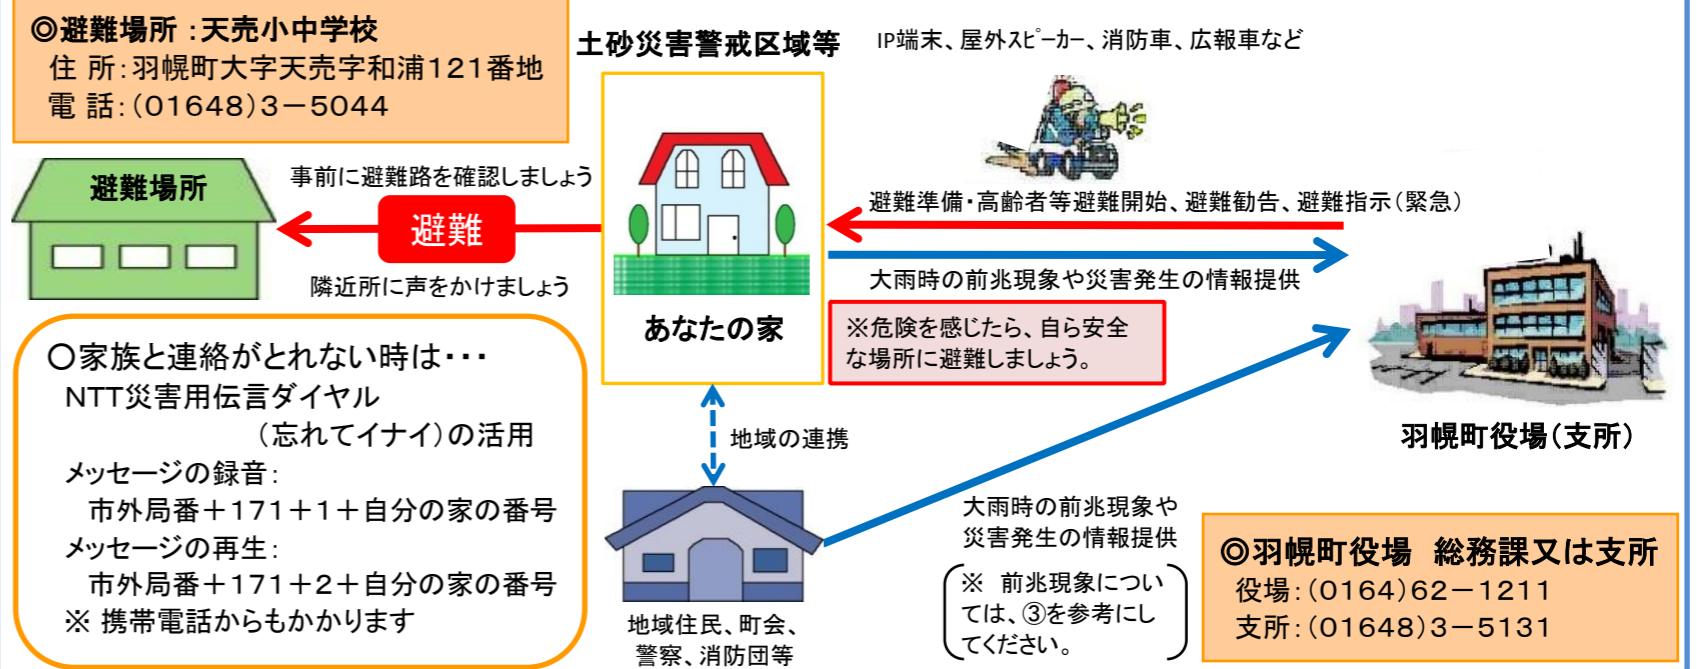 ◎避難場所：天売小中学校
住 所：羽幌町大字天売字和浦１２１番地
電 話：（０１６４８）３－５０４４
土砂災害警戒区域等
IP端末、屋外ｽﾋﾟｰｶｰ、消防車、広報車など
避難場所
事前に避難路を確認しましょう
避難
隣近所に声をかけましょう
あなたの家
避難準備・高齢者等避難開始、避難勧告、避難指示（緊急）
大雨時の前兆現象や災害発生の情報提供
※危険を感じたら、自ら安全
な場所に避難しましょう。
羽幌町役場（支所）
○家族と連絡がとれない時は・・・
NTT災害用伝言ダイヤル
（忘れてイナイ）の活用
メッセージの録音：
市外局番＋１７１＋１＋自分の家の番号
メッセージの再生：
市外局番＋１７１＋２＋自分の家の番号
※ 携帯電話からもかかります
地域の連携
地域住民、町会、
警察、消防団等
大雨時の前兆現象や
災害発生の情報提供
※ 前兆現象につい
ては、③を参考にし
てください。
◎羽幌町役場　総務課又は支所
役場：（０１６４）６２－１２１１
支所：（０１６４８）３－５１３１